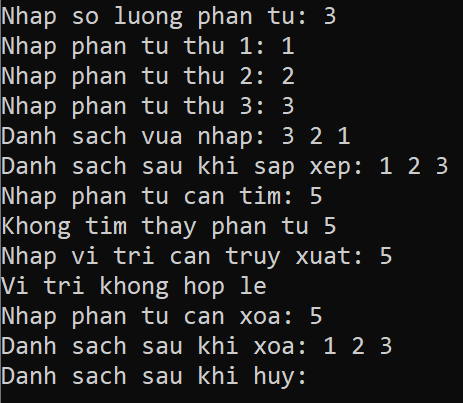 Nhap so luong phan tu: 3
Nhap phan tu thu 1: 1
Nhap phan tu thu 2: 2
Nhap phan tu thu 3: 3
Danh sach vua nhap: 3 2 1
Danh sach sau khi sap xep: 1 2 3
Nhap phan tu can tim: 5
Khong tim thay phan tu 5
Nhap vi tri can truy xuat: 5
Vi tri khong hop le
Nhap phan tu can xoa: 5
Danh sach sau khi xoa: 1 2 3
Danh sach sau khi huy: